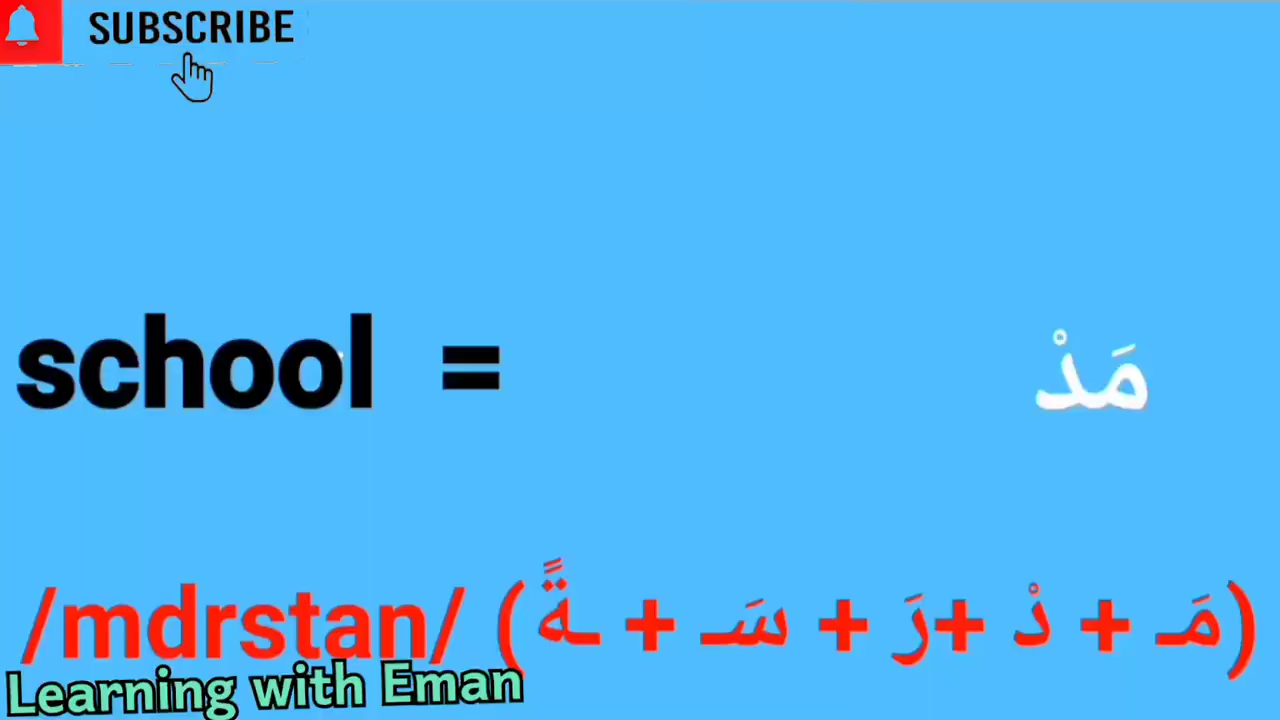 SUBSCRIBE
school = مَدْ
/mdrstan/ (مَـ + دْ +رَ + سَـ + ـةً)
Learning with Eman